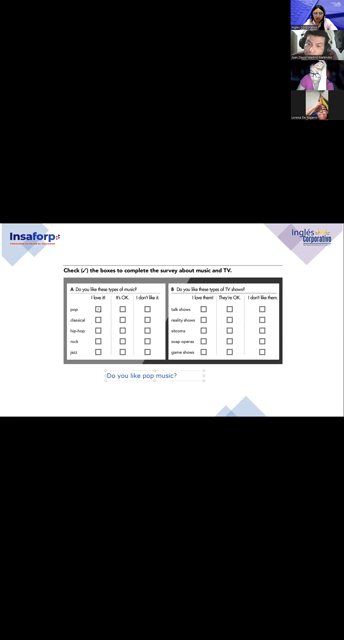 Insaforp
Inglés
Corporativo
Check (✓) the boxes to complete the survey about music and TV.
A Do you like these types of music?
I love it! It's OK. I don't like it.
pop
classical
hip-hop
rock
jazz
B Do you like these types of TV shows?
I love them! They're OK. I don't like them.
talk shows
reality shows
sitcoms
soap operas
game shows
Do you like pop music?